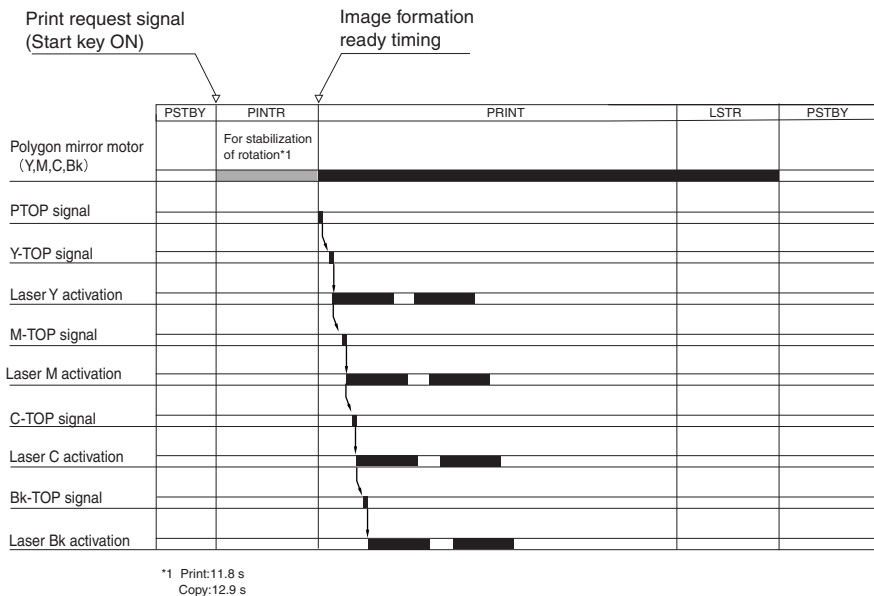 Print request signal
(Start key ON)
Image formation
ready timing
PSTBY PINTR PRINT LSTR PSTBY
Polygon mirror motor
(Y,M,C,Bk)
For stabilization
of rotation*1
PTOP signal
Y-TOP signal
Laser Y activation
M-TOP signal
Laser M activation
C-TOP signal
Laser C activation
Bk-TOP signal
Laser Bk activation
*1 Print:11.8 s
Copy:12.9 s